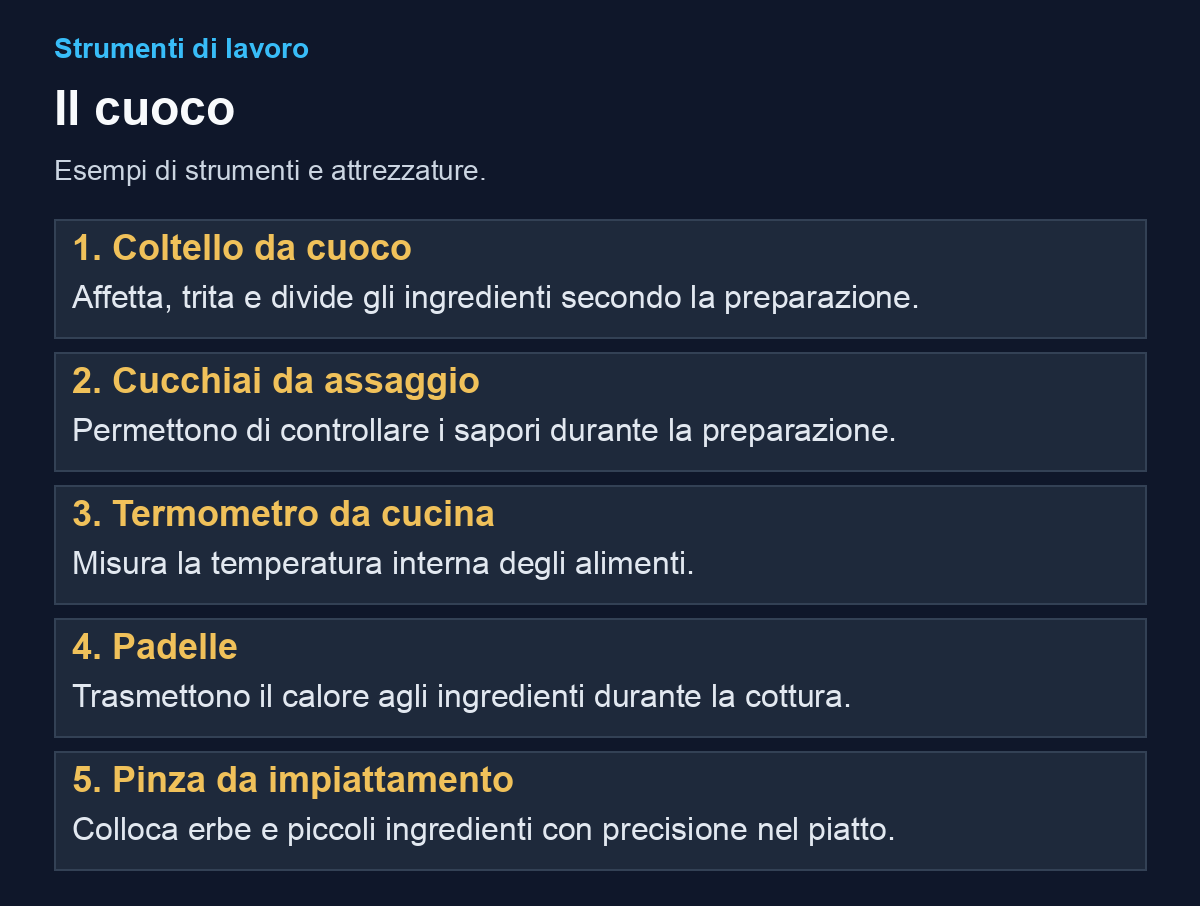 Strumenti di lavoro
Il cuoco
Esempi di strumenti e attrezzature.
1. Coltello da cuoco
Affetta, trita e divide gli ingredienti secondo la preparazione.
2. Cucchiai da assaggio
Permettono di controllare i sapori durante la preparazione.
3. Termometro da cucina
Misura la temperatura interna degli alimenti.
4. Padelle
Trasmettono il calore agli ingredienti durante la cottura.
5. Pinza da impiattamento
Colloca erbe e piccoli ingredienti con precisione nel piatto.